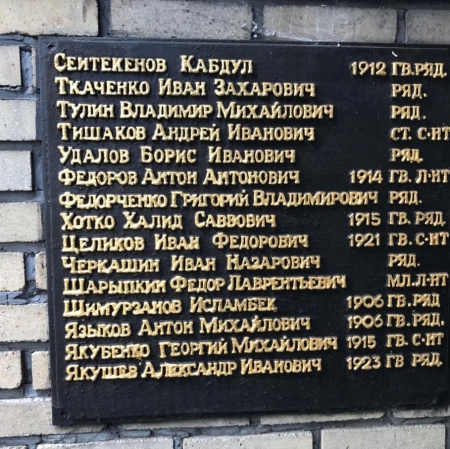 Сейтекенов Кабдул 1912 гв.ряд.
Ткаченко Иван Захарович ряд.
Тулин Владимир Михайлович ряд.
Тишаков Андрей Иванович ст. с-нт
Удалов Борис Иванович ряд.
Федоров Антон Антонович 1914 гв. л-нт
Федорченко Григорий Владимирович ряд.
Хотко Халид Саввович 1915 гв. ряд.
Целиков Иван Федорович 1921 гв. с-нт
Черкашин Иван Назарович ряд.
Шарыпкин Федор Лаврентьевич мл.л-нт
Шимурзанов Исламбек 1906 гв.ряд
Языков Антон Михайлович 1906 гв.ряд.
Якубенко Георгий Михайлович 1915 гв. с-нт
Якушев Александр Иванович 1923 гв ряд.